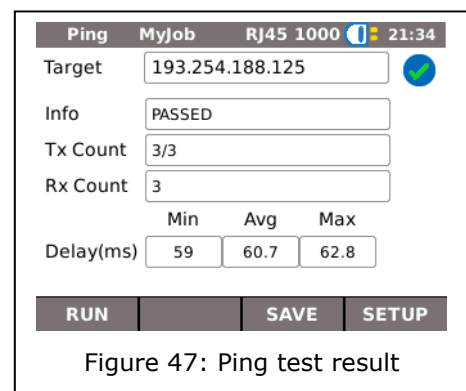 Ping MyJob RJ45 1000 21:34
Target 193.254.188.125
Info PASSED
Tx Count 3/3
Rx Count 3
Min Avg Max
Delay(ms) 59 60.7 62.8
RUN SAVE SETUP
Figure 47: Ping test result